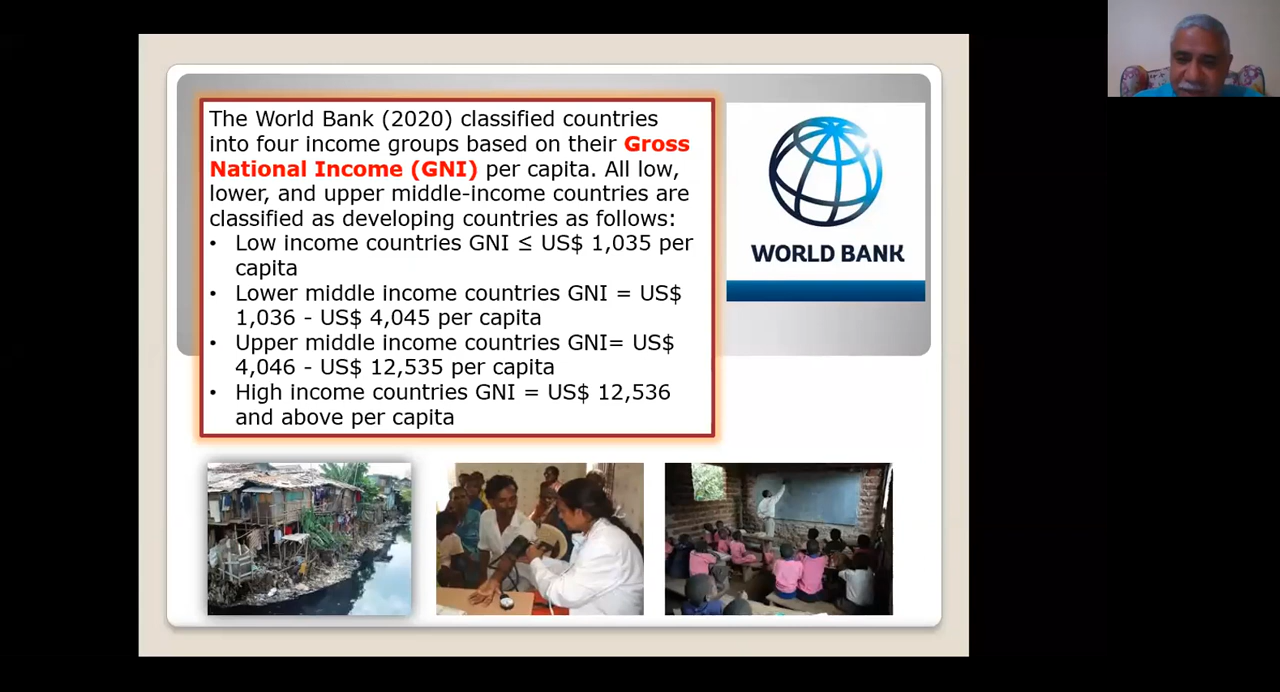 The World Bank (2020) classified countries
into four income groups based on their Gross
National Income (GNI) per capita. All low,
lower, and upper middle-income countries are
classified as developing countries as follows:
• Low income countries GNI ≤ US$ 1,035 per
capita
• Lower middle income countries GNI = US$
1,036 - US$ 4,045 per capita
• Upper middle income countries GNI= US$
4,046 - US$ 12,535 per capita
• High income countries GNI = US$ 12,536
and above per capita
WORLD BANK